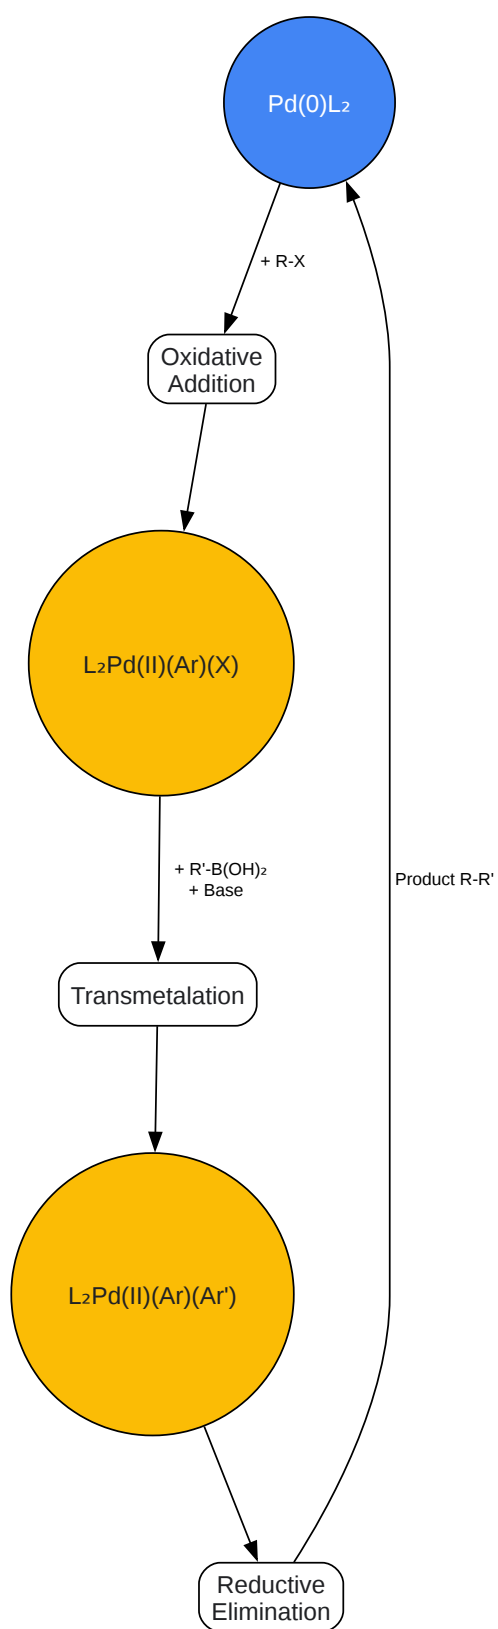 Pd(0)L₂
+ R-X
Oxidative
Addition
L₂Pd(II)(Ar)(X)
+ R'-B(OH)₂
+ Base
Product R-R'
Transmetalation
L₂Pd(II)(Ar)(Ar')
Reductive
Elimination